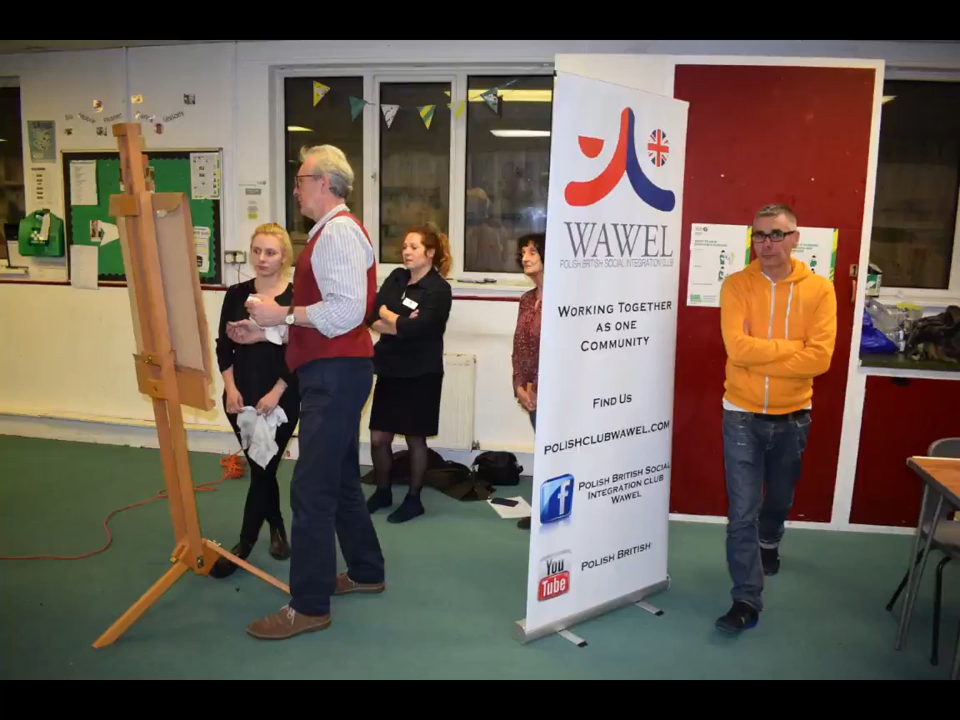 WAWEL
POLISH BRITISH SOCIAL INTEGRATION CLUB
WORKING TOGETHER
AS ONE
COMMUNITY
FIND US
POLISHCLUBWAWEL.COM
f
POLISH BRITISH SOCIAL
INTEGRATION CLUB
WAWEL
You
Tube
POLISH BRITISH